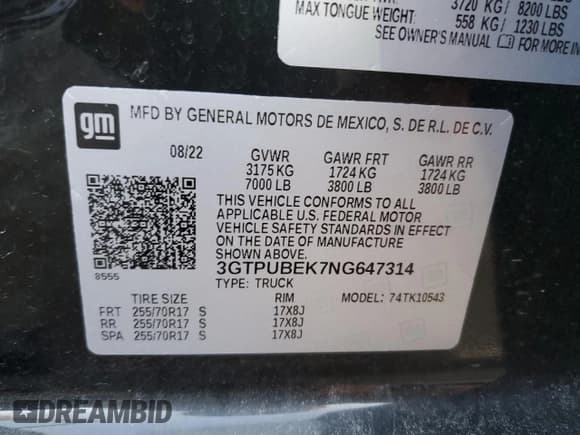 3720 KG / 8200 LBS
MAX TONGUE WEIGHT: 558 KG / 1230 LBS
SEE OWNER'S MANUAL FOR MORE IN
gm
MFD BY GENERAL MOTORS DE MEXICO, S. DE R.L. DE C.V.
08/22 GVWR GAWR FRT GAWR RR
3175 KG 1724 KG 1724 KG
7000 LB 3800 LB 3800 LB
THIS VEHICLE CONFORMS TO ALL
APPLICABLE U.S. FEDERAL MOTOR
VEHICLE SAFETY STANDARDS IN EFFECT
ON THE DATE OF MANUFACTURE SHOWN ABOVE.
8555
3GTPUBEK7NG647314
TYPE: TRUCK MODEL: 74TK10543
TIRE SIZE RIM
FRT 255/70R17 S 17X8J
RR 255/70R17 S 17X8J
SPA 255/70R17 S 17X8J
DREAMBID